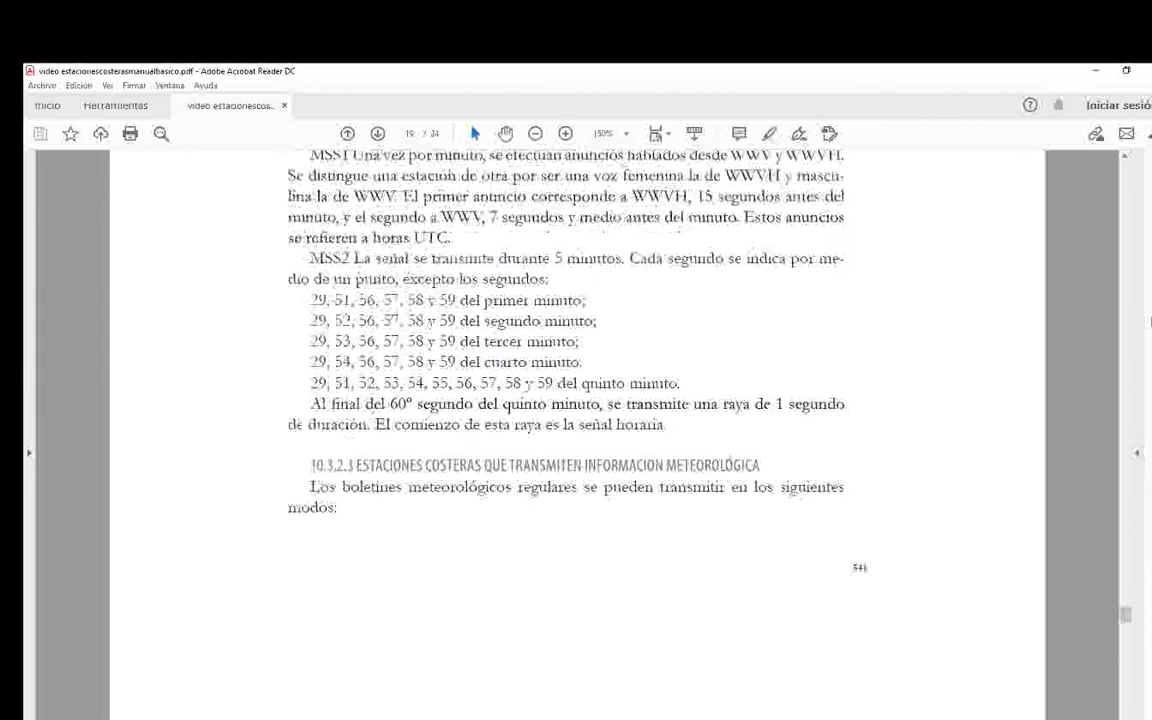 video estacionescosterasmanualbasico.pdf - Adobe Acrobat Reader DC
Archivo Edición Ver Firmar Ventana Ayuda
Inicio Herramientas video estacionescos... × Iniciar sesió
19 / 24 150%
MSS1 Una vez por minuto, se efectúan anuncios hablados desde WWV y WWVH.
Se distingue una estación de otra por ser una voz femenina la de WWVH y mascu-
lina la de WWV. El primer anuncio corresponde a WWVH, 15 segundos antes del
minuto, y el segundo a WWV, 7 segundos y medio antes del minuto. Estos anuncios
se refieren a horas UTC.
MSS2 La señal se transmite durante 5 minutos. Cada segundo se indica por me-
dio de un punto, excepto los segundos:
29, 51, 56, 57, 58 y 59 del primer minuto;
29, 52, 56, 57, 58 y 59 del segundo minuto;
29, 53, 56, 57, 58 y 59 del tercer minuto;
29, 54, 56, 57, 58 y 59 del cuarto minuto.
29, 51, 52, 53, 54, 55, 56, 57, 58 y 59 del quinto minuto.
Al final del 60º segundo del quinto minuto, se transmite una raya de 1 segundo
de duración. El comienzo de esta raya es la señal horaria.
10.3.2.3 ESTACIONES COSTERAS QUE TRANSMITEN INFORMACION METEOROLÓGICA
Los boletines meteorológicos regulares se pueden transmitir en los siguientes
modos:
541